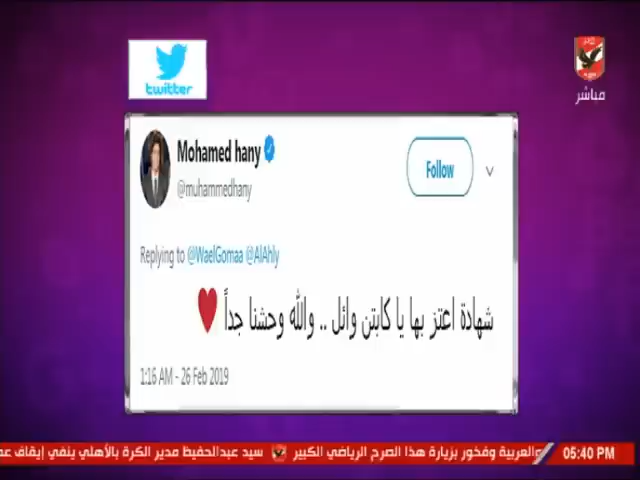 twitter
مباشر
Mohamed hany
@muhammedhany
Follow
Replying to @WaelGomaa @AlAhly
شهادة اعتز بها يا كابتن وائل .. والله وحشنا جداً ❤
1:16 AM - 26 Feb 2019
والعربية وفخور بزيارة هذا الصرح الرياضي الكبير سيد عبدالحفيظ مدير الكرة بالأهلي ينفي إيقاف
05:40 PM